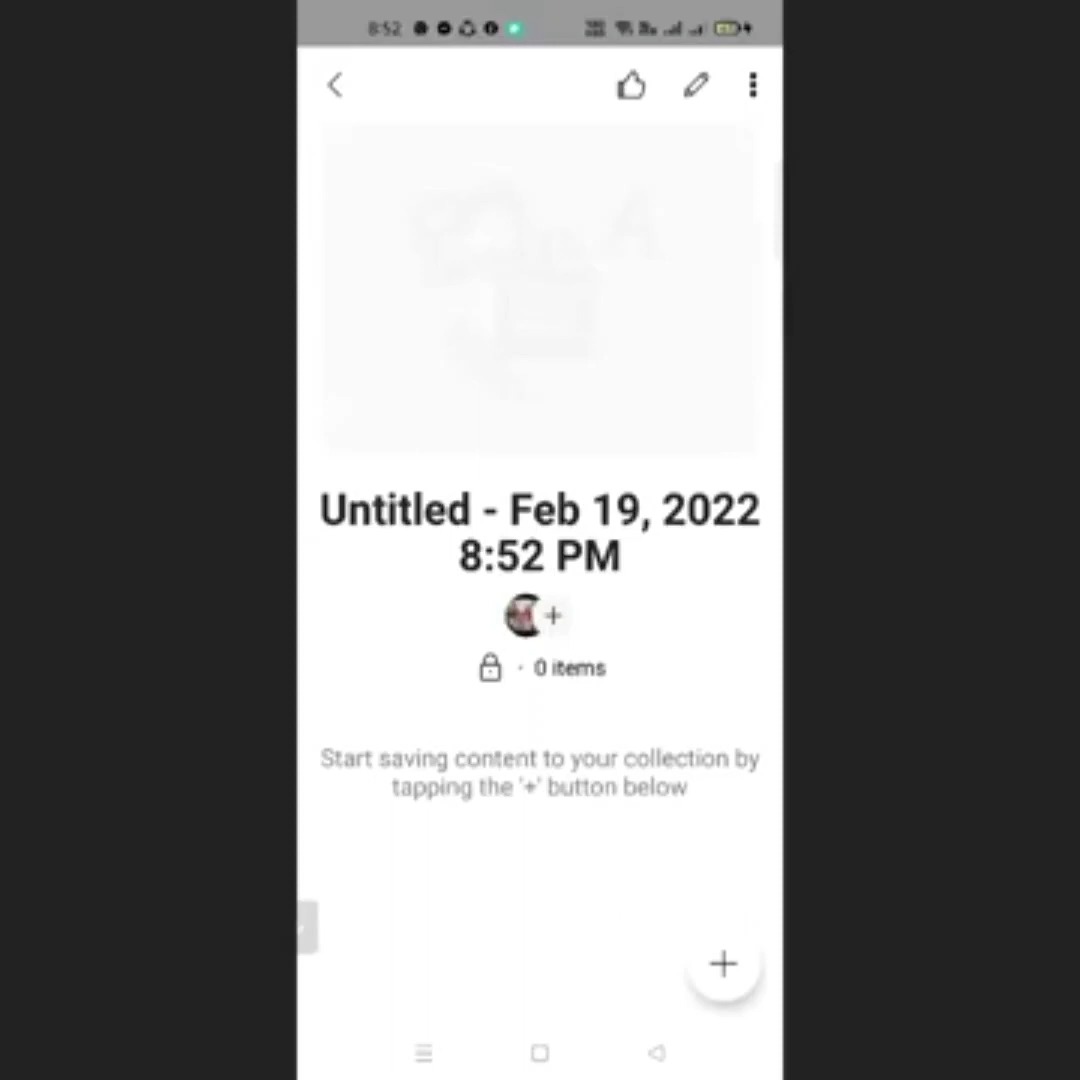 8:52
Untitled - Feb 19, 2022
8:52 PM
+
· 0 items
Start saving content to your collection by
tapping the '+' button below
+